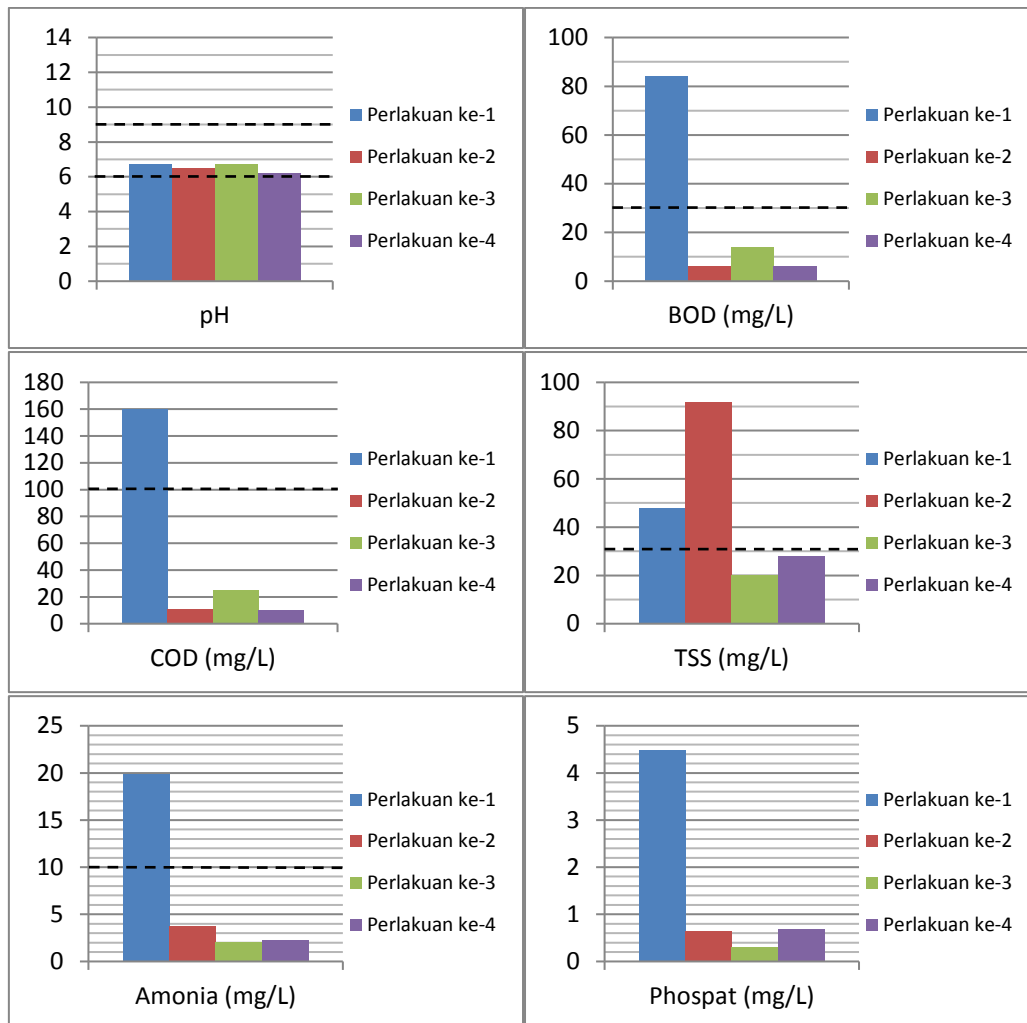 14
12
10
8
6
4
2
0
pH
Perlakuan ke-1
Perlakuan ke-2
Perlakuan ke-3
Perlakuan ke-4
100
80
60
40
20
0
BOD (mg/L)
Perlakuan ke-1
Perlakuan ke-2
Perlakuan ke-3
Perlakuan ke-4
180
160
140
120
100
80
60
40
20
0
COD (mg/L)
Perlakuan ke-1
Perlakuan ke-2
Perlakuan ke-3
Perlakuan ke-4
100
80
60
40
20
0
TSS (mg/L)
Perlakuan ke-1
Perlakuan ke-2
Perlakuan ke-3
Perlakuan ke-4
25
20
15
10
5
0
Amonia (mg/L)
Perlakuan ke-1
Perlakuan ke-2
Perlakuan ke-3
Perlakuan ke-4
5
4
3
2
1
0
Phospat (mg/L)
Perlakuan ke-1
Perlakuan ke-2
Perlakuan ke-3
Perlakuan ke-4